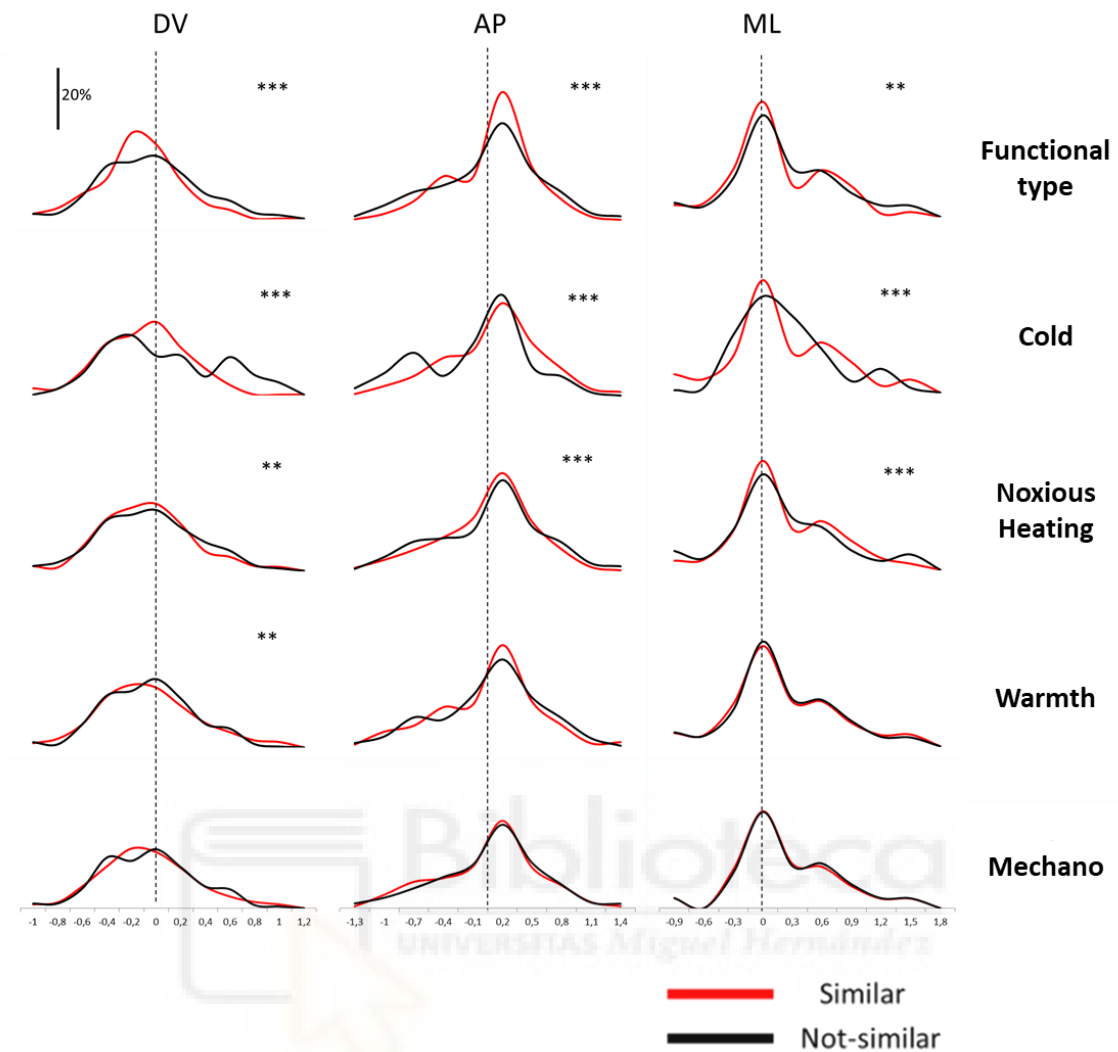 DV AP ML
20% *** *** **
Functional
type
*** *** ***
Cold
** *** ***
Noxious
Heating
**
Warmth
Biblioteca
Mechano
-1 -0,8 -0,6 -0,4 -0,2 0 0,2 0,4 0,6 0,8 1 1,2 -1,3 -1 -0,7 -0,4 -0,1 0,2 0,5 0,8 1,1 1,4 -0,9 -0,6 -0,3 0 0,3 0,6 0,9 1,2 1,5 1,8
UNIVERSITAS Miguel Hernández
Similar
Not-similar